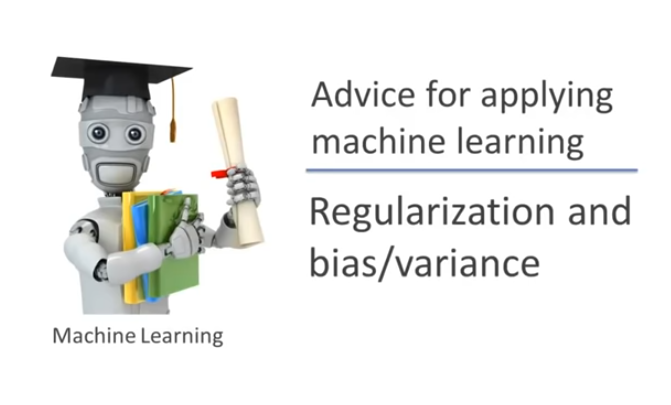 Advice for applying
machine learning
Regularization and
bias/variance
Machine Learning